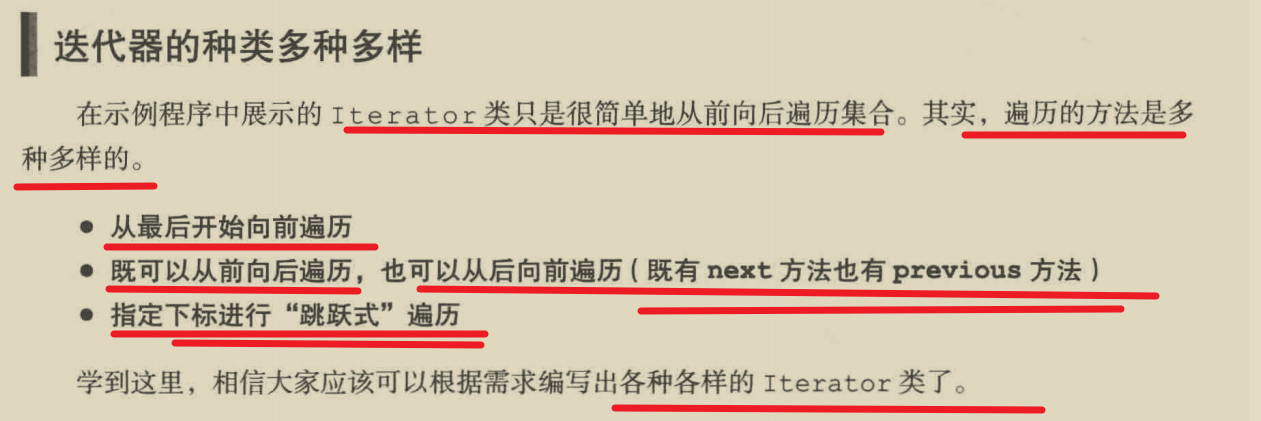 迭代器的种类多种多样
在示例程序中展示的 Iterator 类只是很简单地从前向后遍历集合。其实，遍历的方法是多
种多样的。
● 从最后开始向前遍历
● 既可以从前向后遍历，也可以从后向前遍历（既有 next 方法也有 previous 方法）
● 指定下标进行“跳跃式”遍历
学到这里，相信大家应该可以根据需求编写出各种各样的 Iterator 类了。